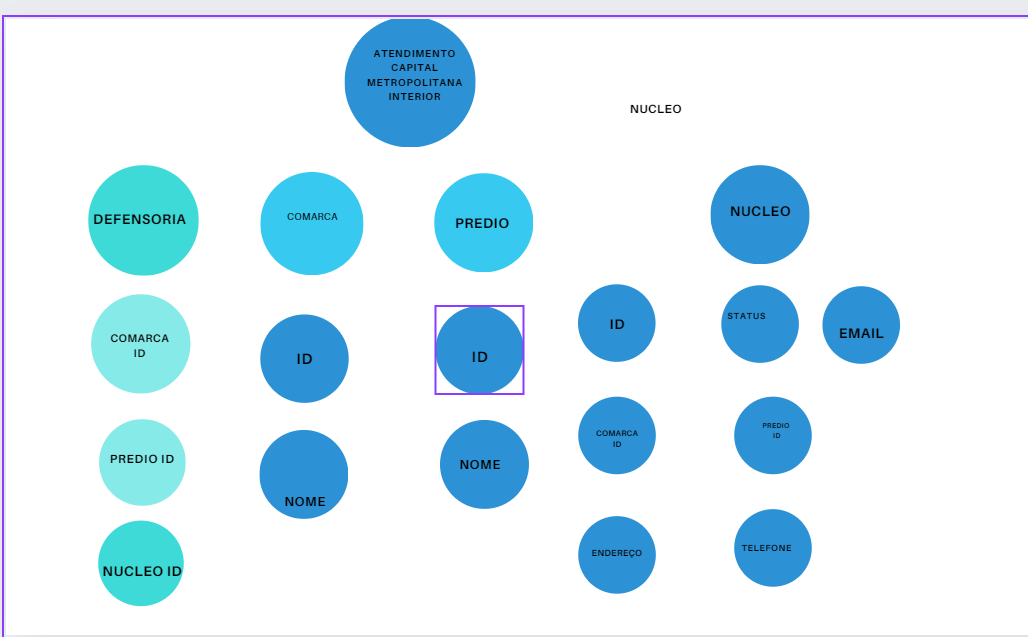 ATENDIMENTO
CAPITAL
METROPOLITANA
INTERIOR
NUCLEO
DEFENSORIA
COMARCA
PREDIO
NUCLEO
COMARCA
ID
ID
ID
ID
STATUS
EMAIL
PREDIO ID
NOME
NOME
COMARCA
ID
PREDIO
ID
NUCLEO ID
ENDEREÇO
TELEFONE